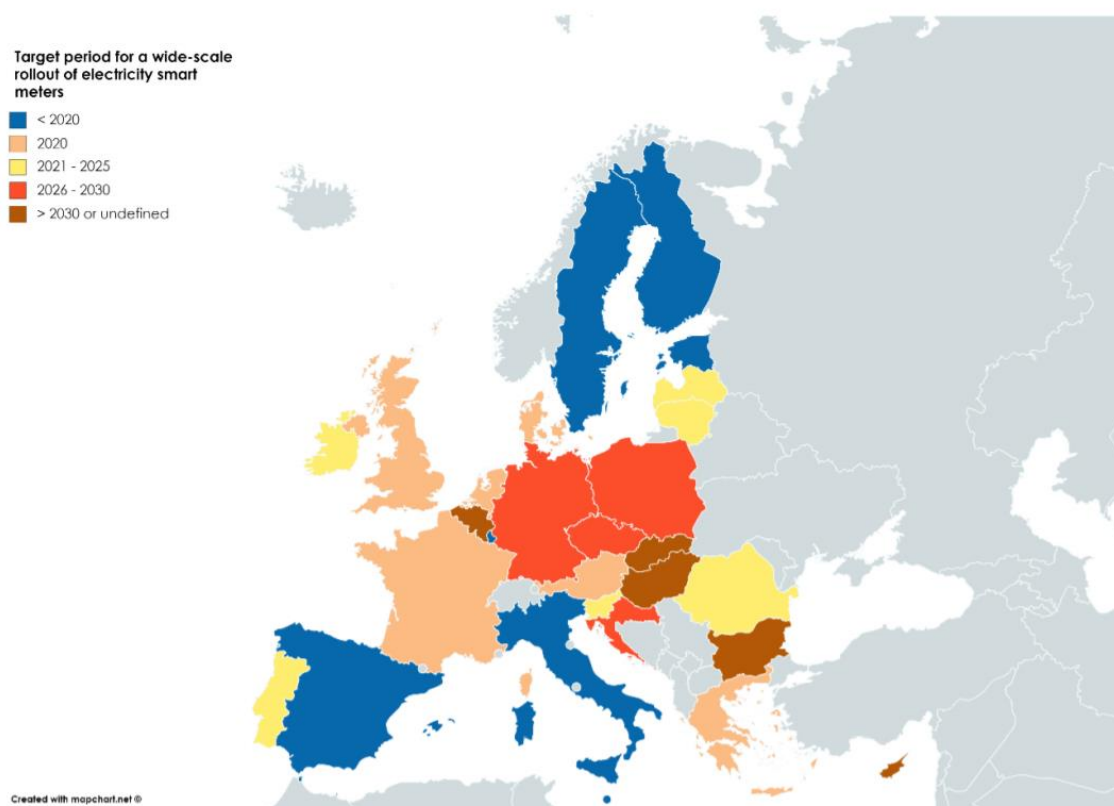 Target period for a wide-scale
rollout of electricity smart
meters
< 2020
2020
2021 - 2025
2026 - 2030
> 2030 or undefined
Created with mapchart.net ©